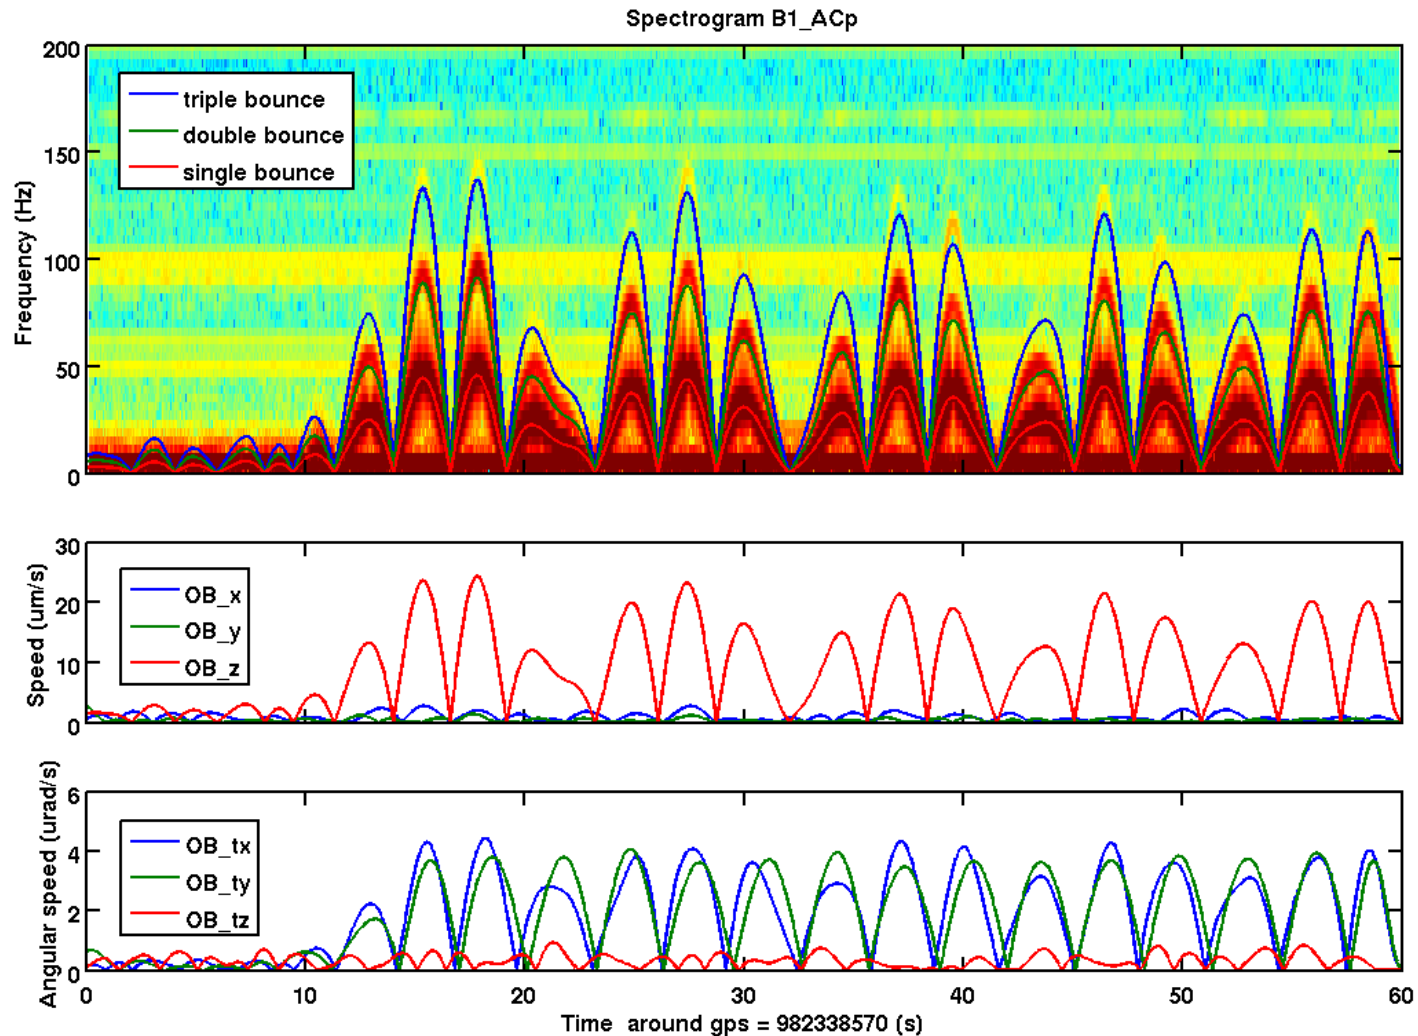 Spectrogram B1_ACp
Frequency (Hz)
200
150
100
50
0
triple bounce
double bounce
single bounce
Speed (um/s)
30
20
10
0
OB_x
OB_y
OB_z
Angular speed (urad/s)
6
4
2
0
OB_tx
OB_ty
OB_tz
0 10 20 30 40 50 60
Time around gps = 982338570 (s)